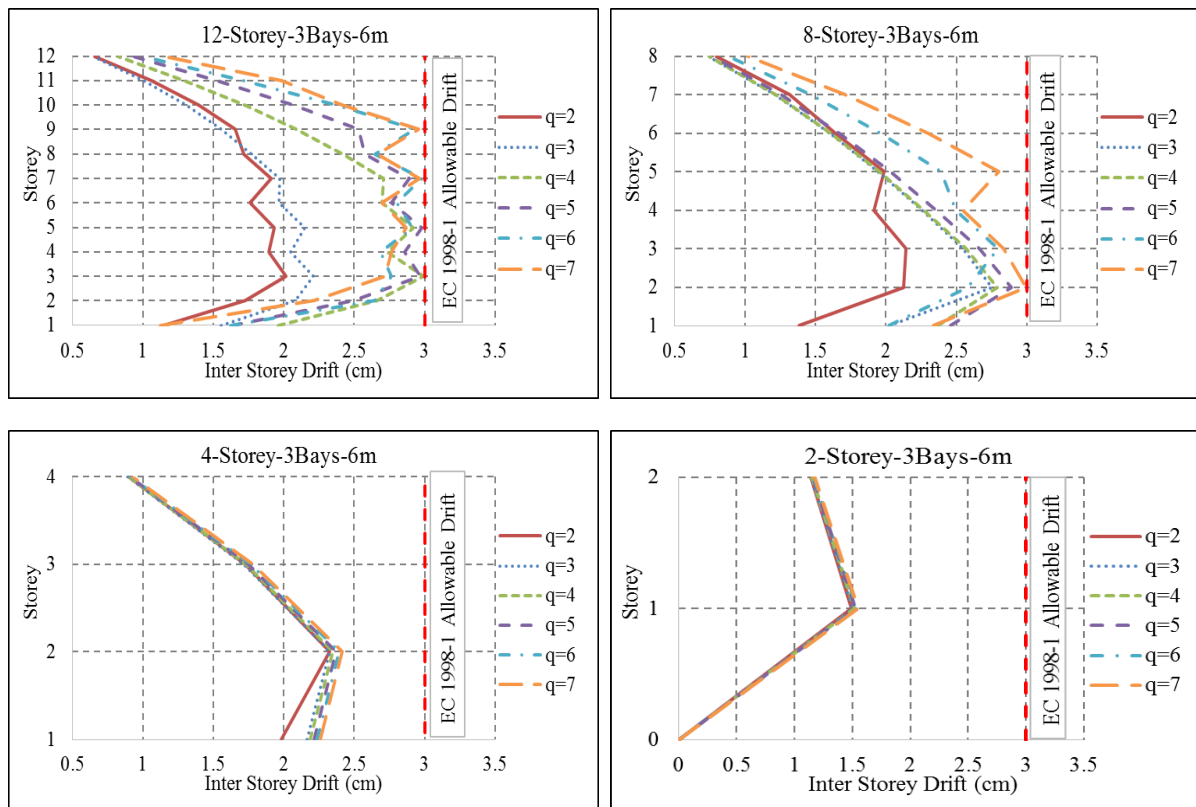 12-Storey-3Bays-6m
Storey
12
11
10
9
8
7
6
5
4
3
2
1
0.5 1 1.5 2 2.5 3 3.5
Inter Storey Drift (cm)
EC 1998-1 Allowable Drift
q=2
q=3
q=4
q=5
q=6
q=7
8-Storey-3Bays-6m
Storey
8
7
6
5
4
3
2
1
0.5 1 1.5 2 2.5 3 3.5
Inter Storey Drift (cm)
EC 1998-1 Allowable Drift
q=2
q=3
q=4
q=5
q=6
q=7
4-Storey-3Bays-6m
Storey
4
3
2
1
0.5 1 1.5 2 2.5 3 3.5
Inter Storey Drift (cm)
EC 1998-1 Allowable Drift
q=2
q=3
q=4
q=5
q=6
q=7
2-Storey-3Bays-6m
Storey
2
1
0
0 0.5 1 1.5 2 2.5 3 3.5
Inter Storey Drift (cm)
EC 1998-1 Allowable Drift
q=2
q=3
q=4
q=5
q=6
q=7